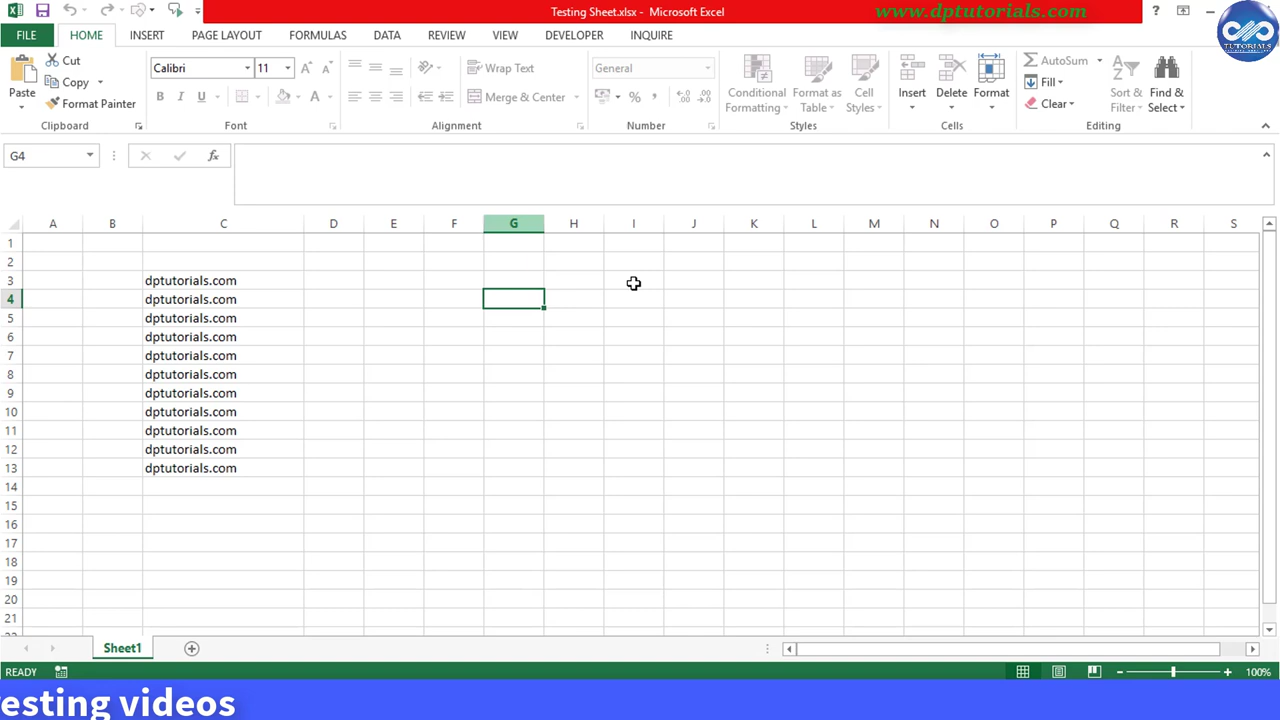 Testing Sheet.xlsx - Microsoft Excel
www.dptutorials.com
?
TUTORIALS
FILE HOME INSERT PAGE LAYOUT FORMULAS DATA REVIEW VIEW DEVELOPER INQUIRE
Paste
Cut
Copy
Format Painter
Clipboard
Calibri 11
B I U A
Font
Wrap Text
Merge & Center
Alignment
General
%
Number
Conditional Formatting
Format as Table
Cell Styles
Styles
Insert
Delete
Format
Cells
AutoSum
Fill
Clear
Sort & Filter
Find & Select
Editing
G4
fx
A B C D E F G H I J K L M N O P Q R S
1
2
3 dptutorials.com
4 dptutorials.com
5 dptutorials.com
6 dptutorials.com
7 dptutorials.com
8 dptutorials.com
9 dptutorials.com
10 dptutorials.com
11 dptutorials.com
12 dptutorials.com
13 dptutorials.com
14
15
16
17
18
19
20
21
Sheet1
READY
100%
resting videos